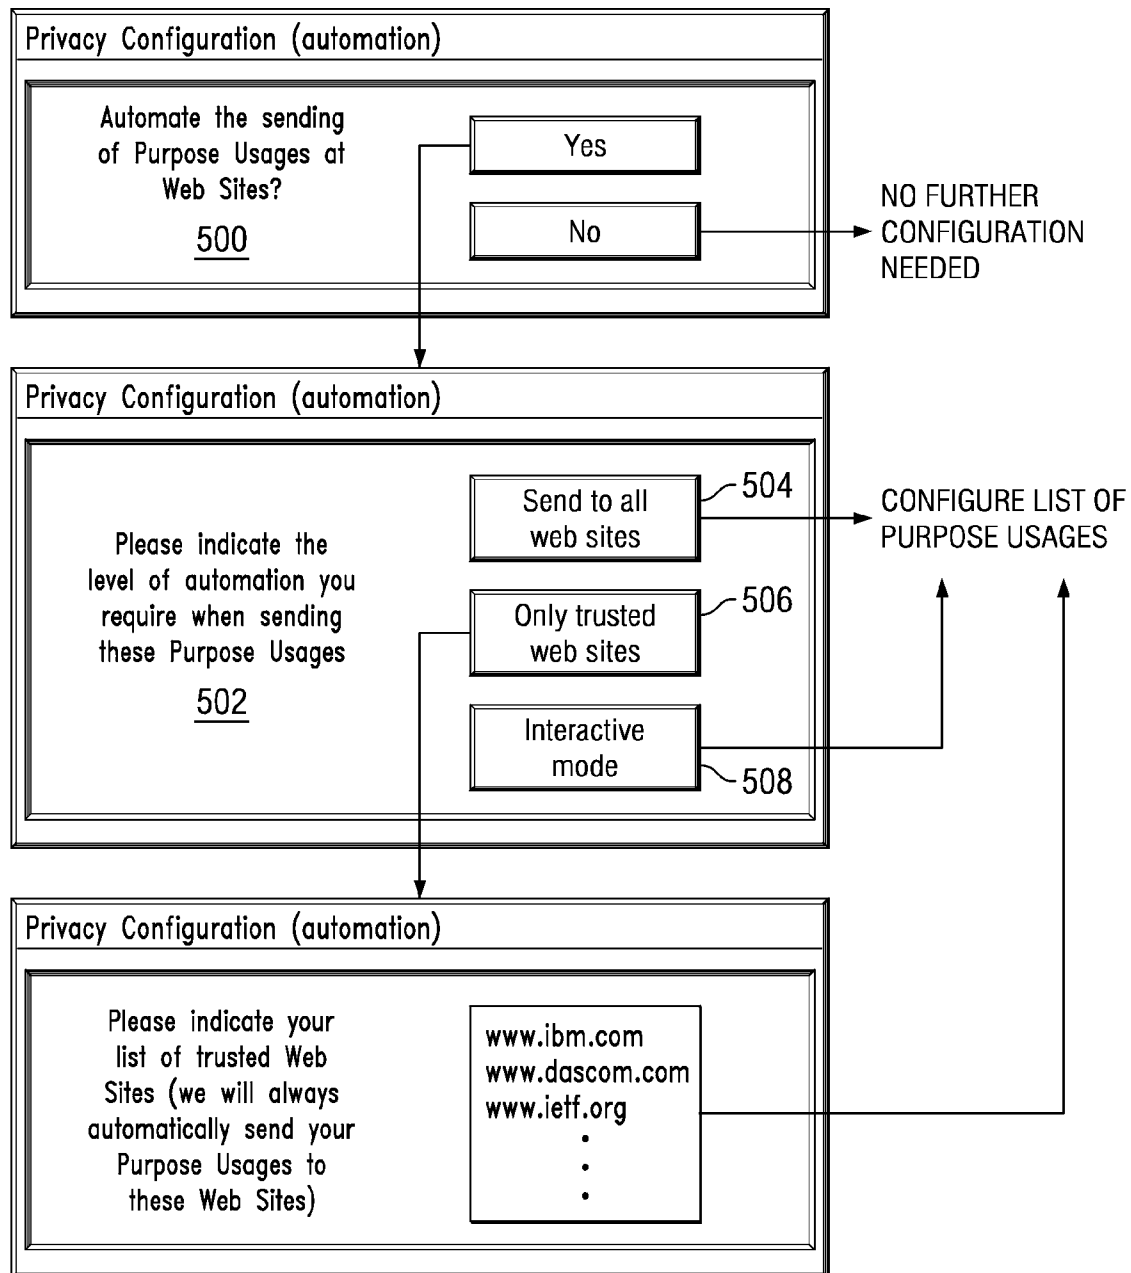 Privacy Configuration (automation)
Automate the sending
of Purpose Usages at
Web Sites?
500
Yes
No
NO FURTHER
CONFIGURATION
NEEDED
Privacy Configuration (automation)
Please indicate the
level of automation you
require when sending
these Purpose Usages
502
Send to all
web sites
504
Only trusted
web sites
506
Interactive
mode
508
CONFIGURE LIST OF
PURPOSE USAGES
Privacy Configuration (automation)
Please indicate your
list of trusted Web
Sites (we will always
automatically send your
Purpose Usages to
these Web Sites)
www.ibm.com
www.dascom.com
www.ietf.org